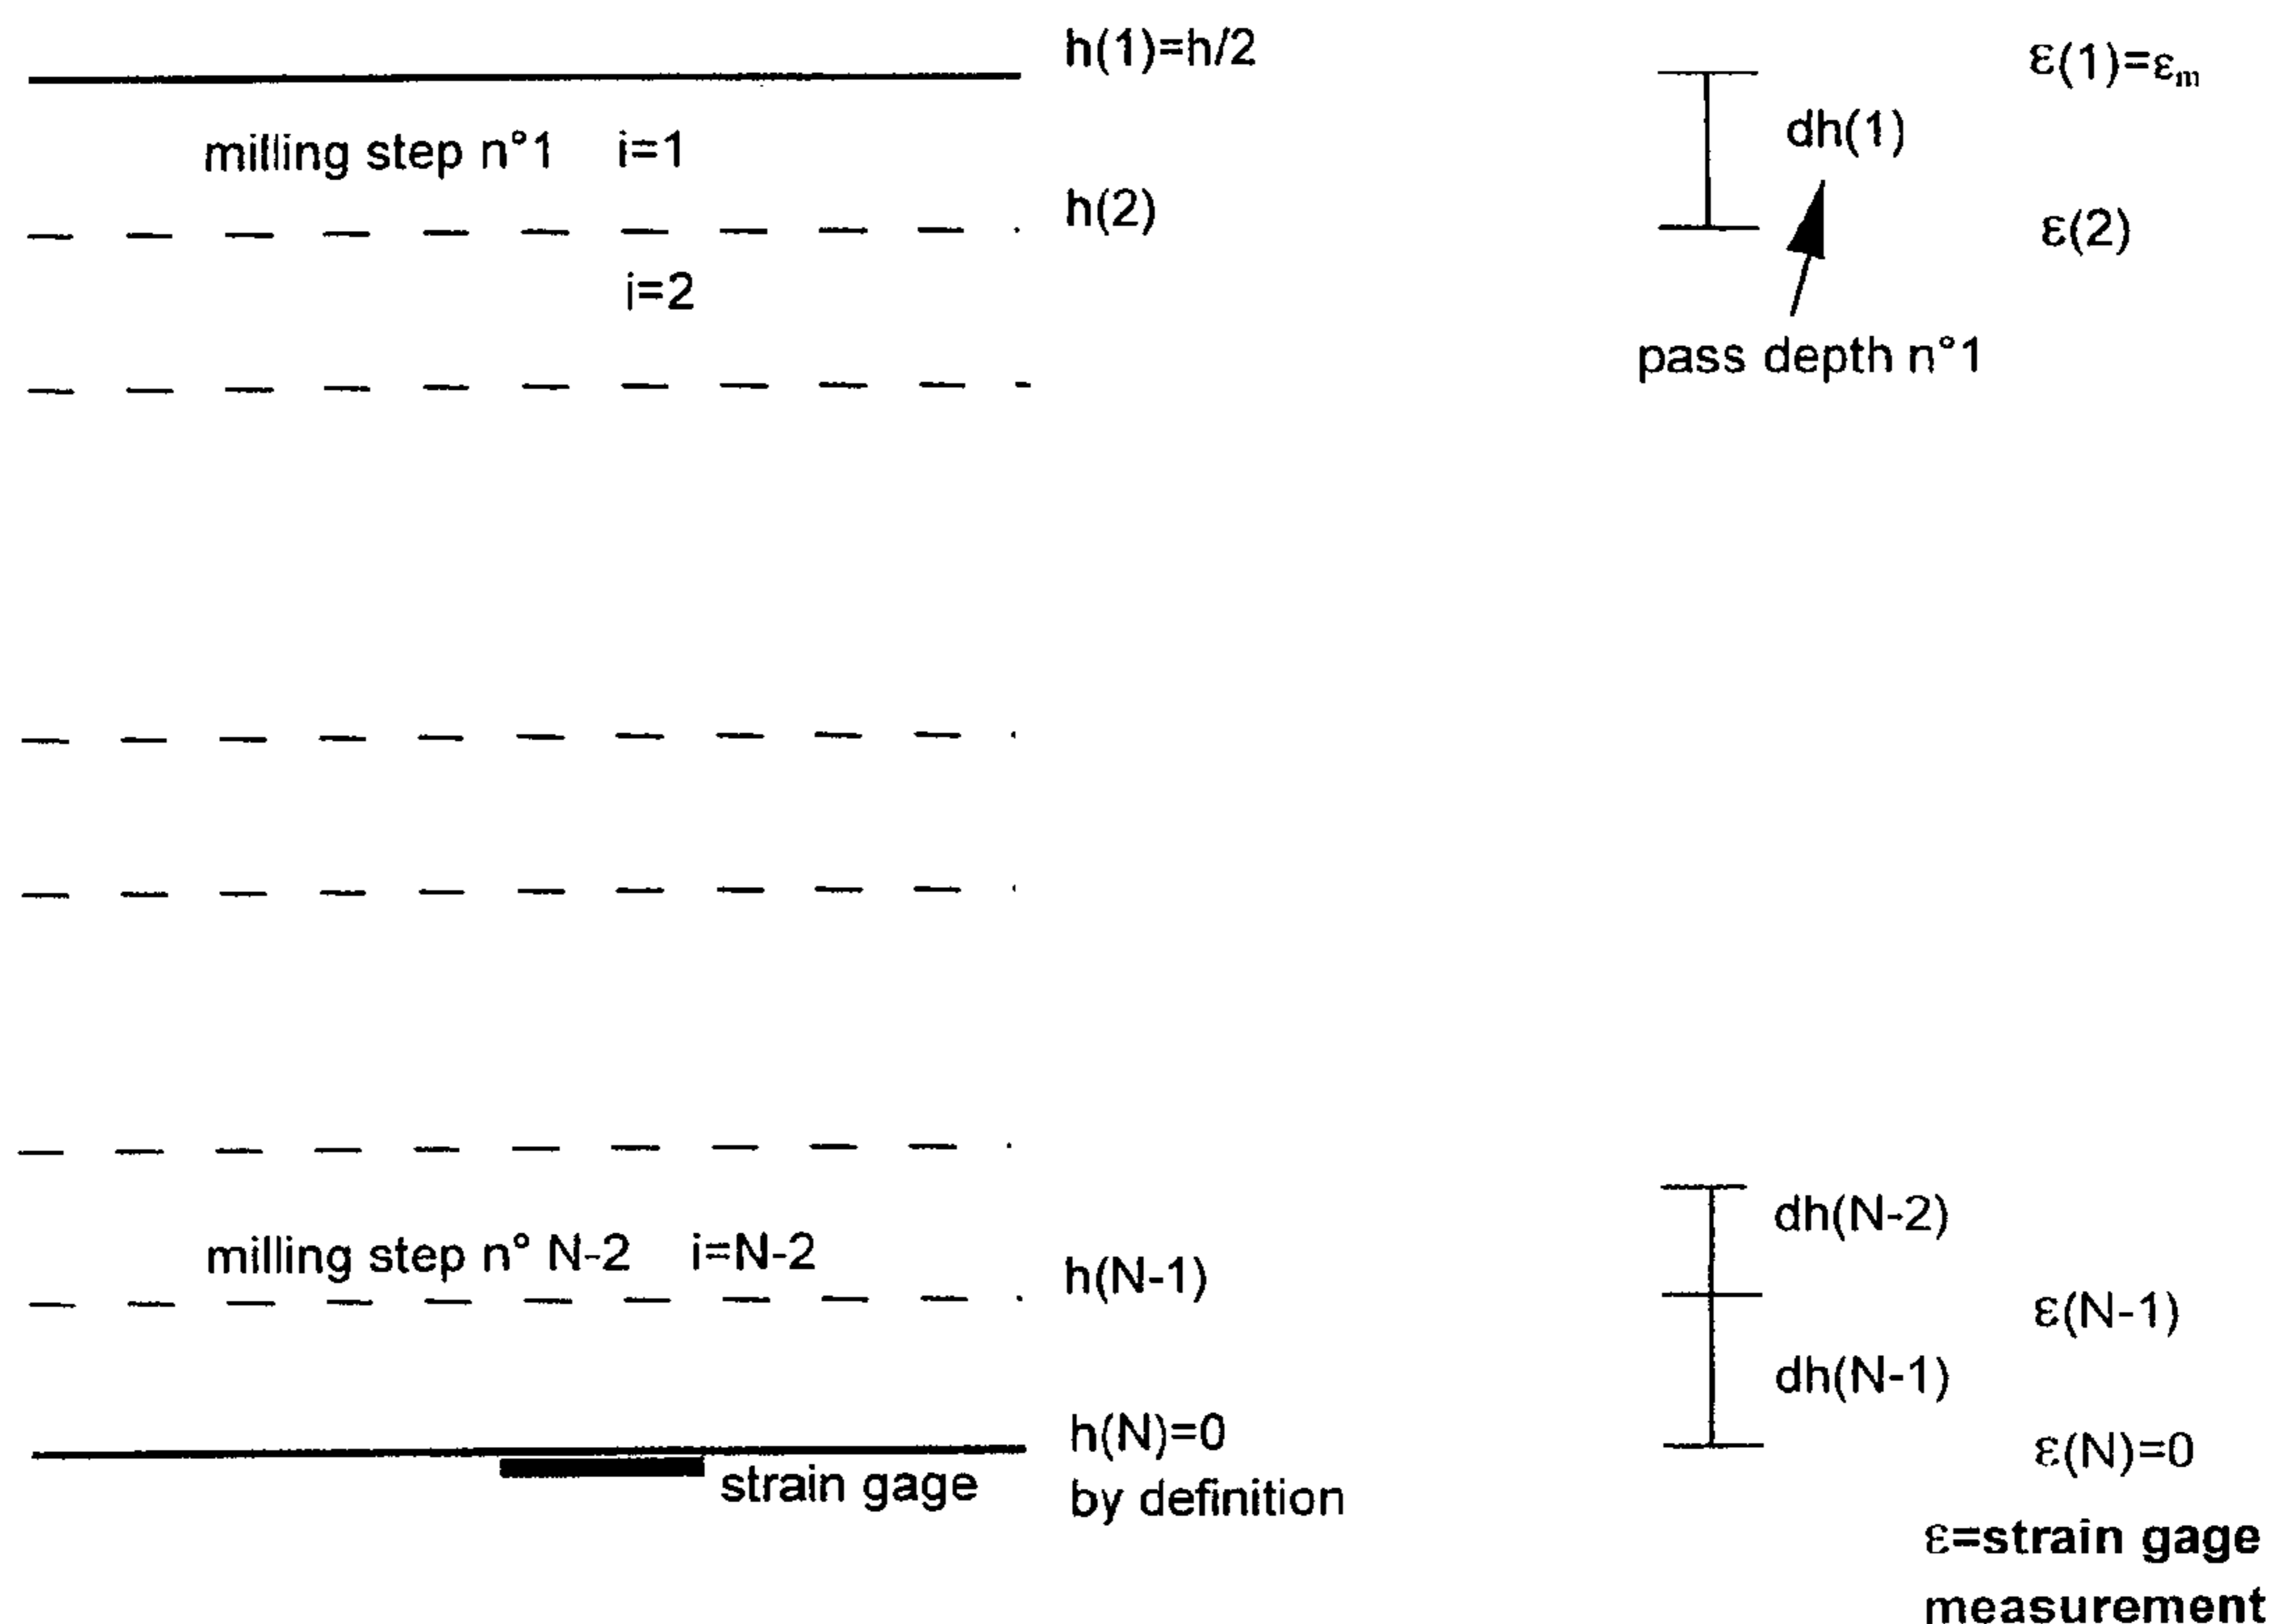 h(1)=h/2
ε(1)=εm
milling step n°1 i=1
dh(1)
h(2)
ε(2)
i=2
pass depth n°1
dh(N-2)
milling step n° N-2 i=N-2
h(N-1)
ε(N-1)
dh(N-1)
h(N)=0
by definition
ε(N)=0
strain gage
ε=strain gage
measurement